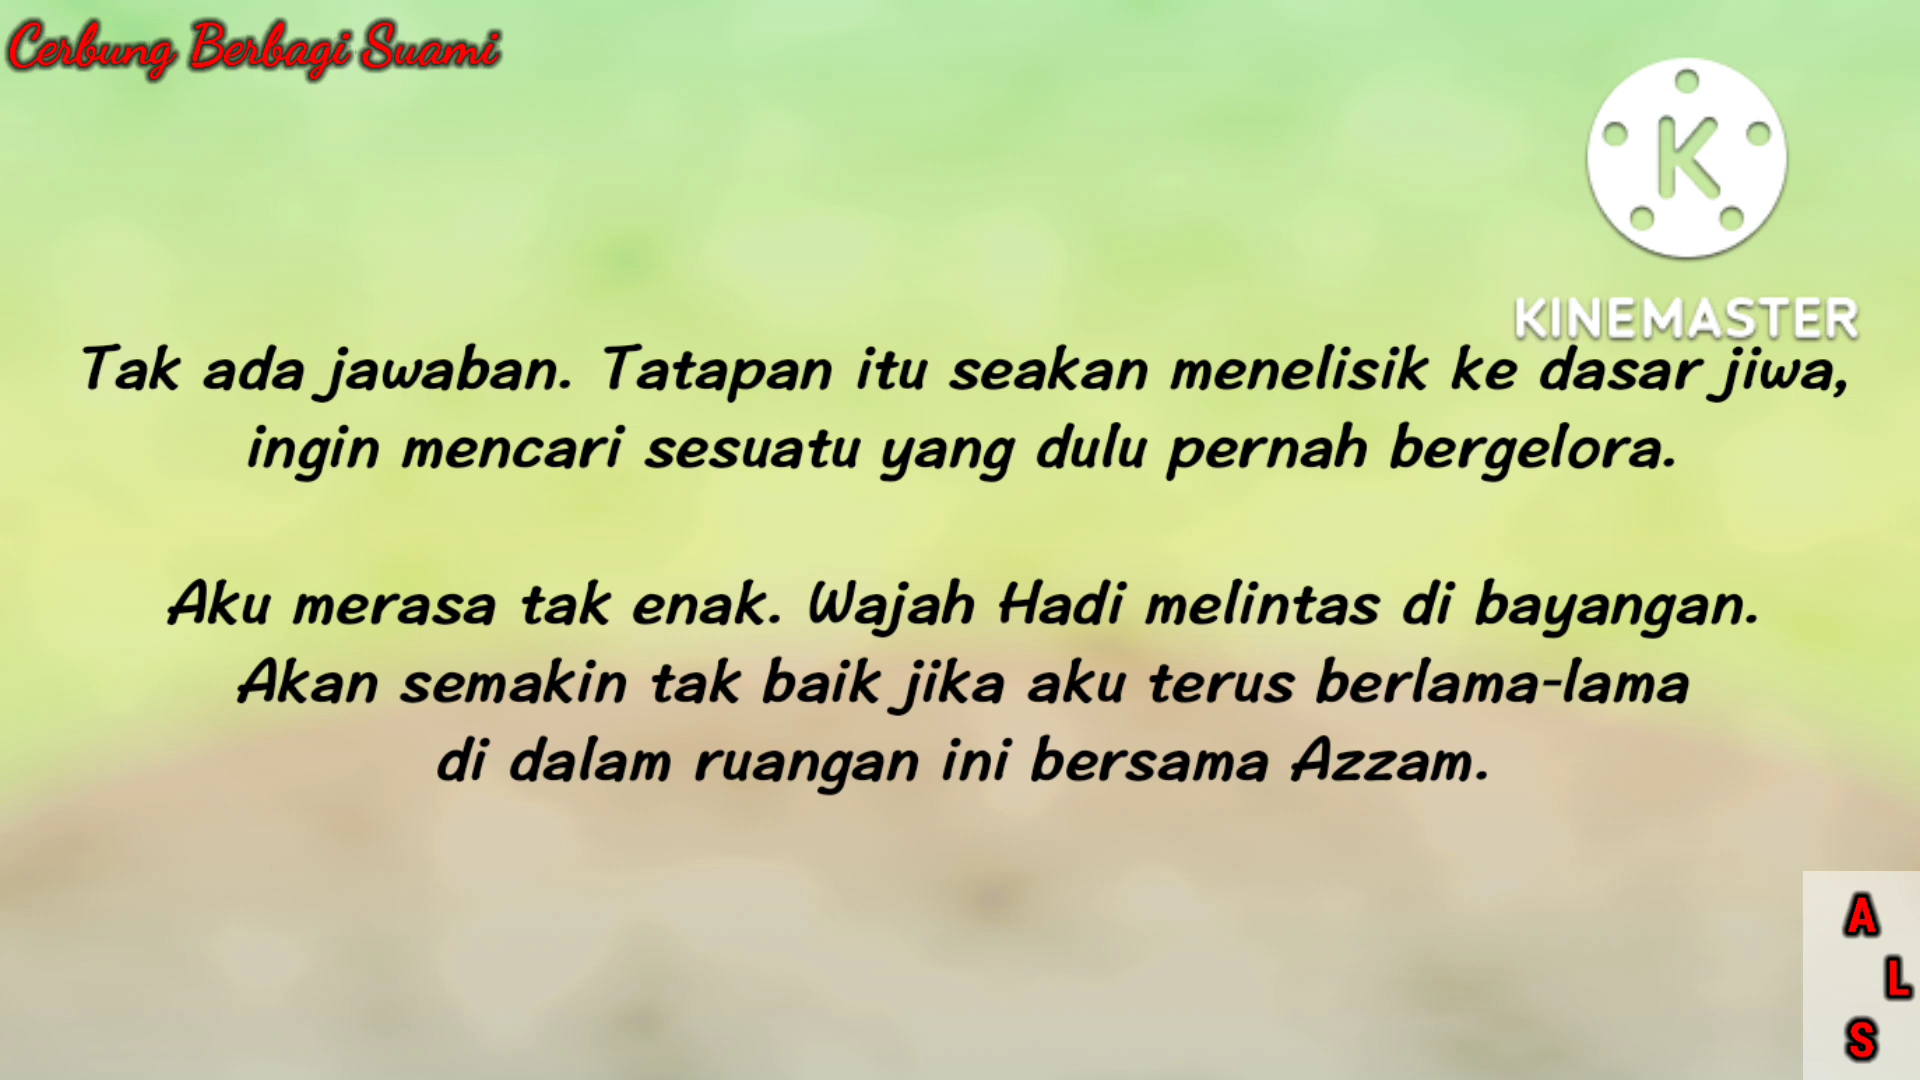 Cerbung Berbagi Suami
KINEMASTER
Tak ada jawaban. Tatapan itu seakan menelisik ke dasar jiwa,
ingin mencari sesuatu yang dulu pernah bergelora.
Aku merasa tak enak. Wajah Hadi melintas di bayangan.
Akan semakin tak baik jika aku terus berlama-lama
di dalam ruangan ini bersama Azzam.
A
L
S